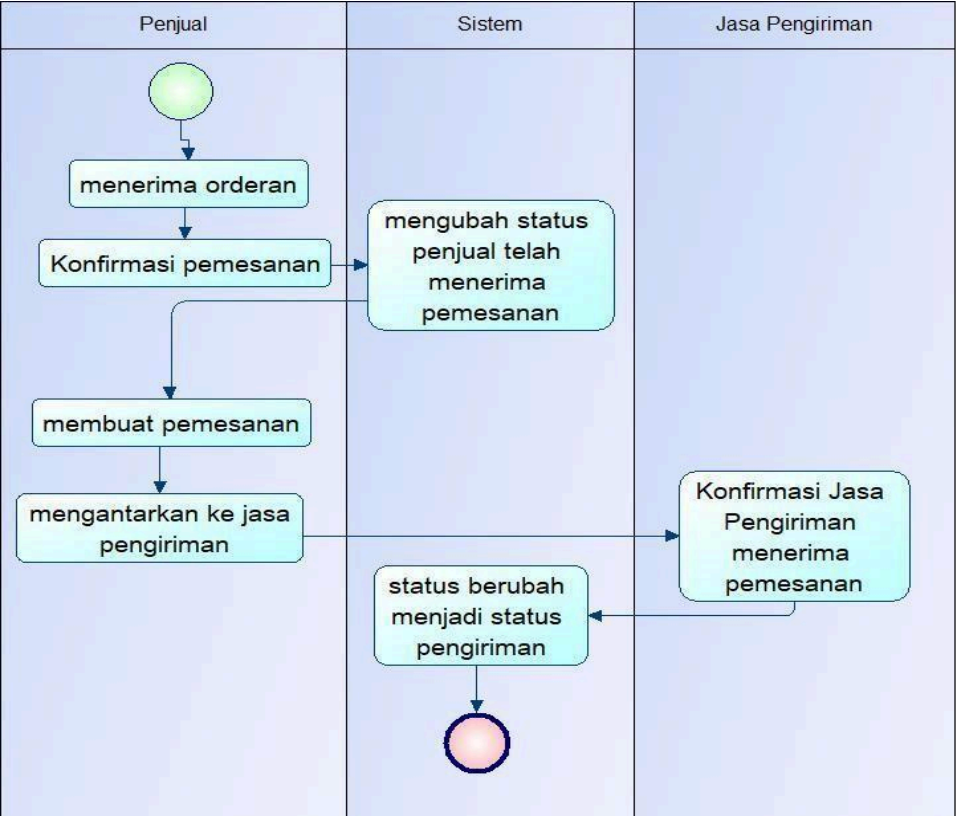 Penjual
Sistem
Jasa Pengiriman
menerima orderan
Konfirmasi pemesanan
mengubah status
penjual telah
menerima
pemesanan
membuat pemesanan
mengantarkan ke jasa
pengiriman
Konfirmasi Jasa
Pengiriman
menerima
pemesanan
status berubah
menjadi status
pengiriman